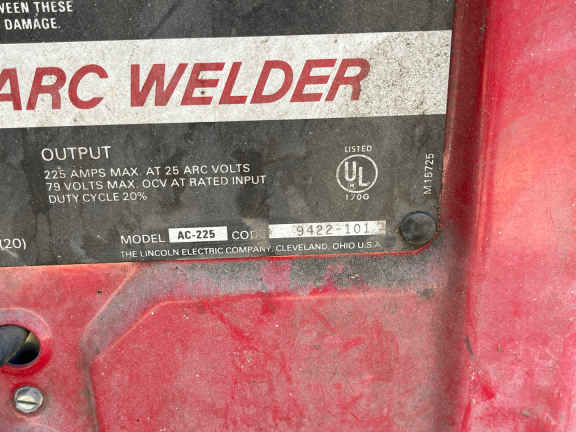 WEEN THESE
DAMAGE.
ARC WELDER
OUTPUT
225 AMPS MAX. AT 25 ARC VOLTS
79 VOLTS MAX. OCV AT RATED INPUT
DUTY CYCLE 20%
LISTED
UL
170G
M15725
(20)
MODEL AC-225 CODE 9422-101
THE LINCOLN ELECTRIC COMPANY, CLEVELAND, OHIO U.S.A.